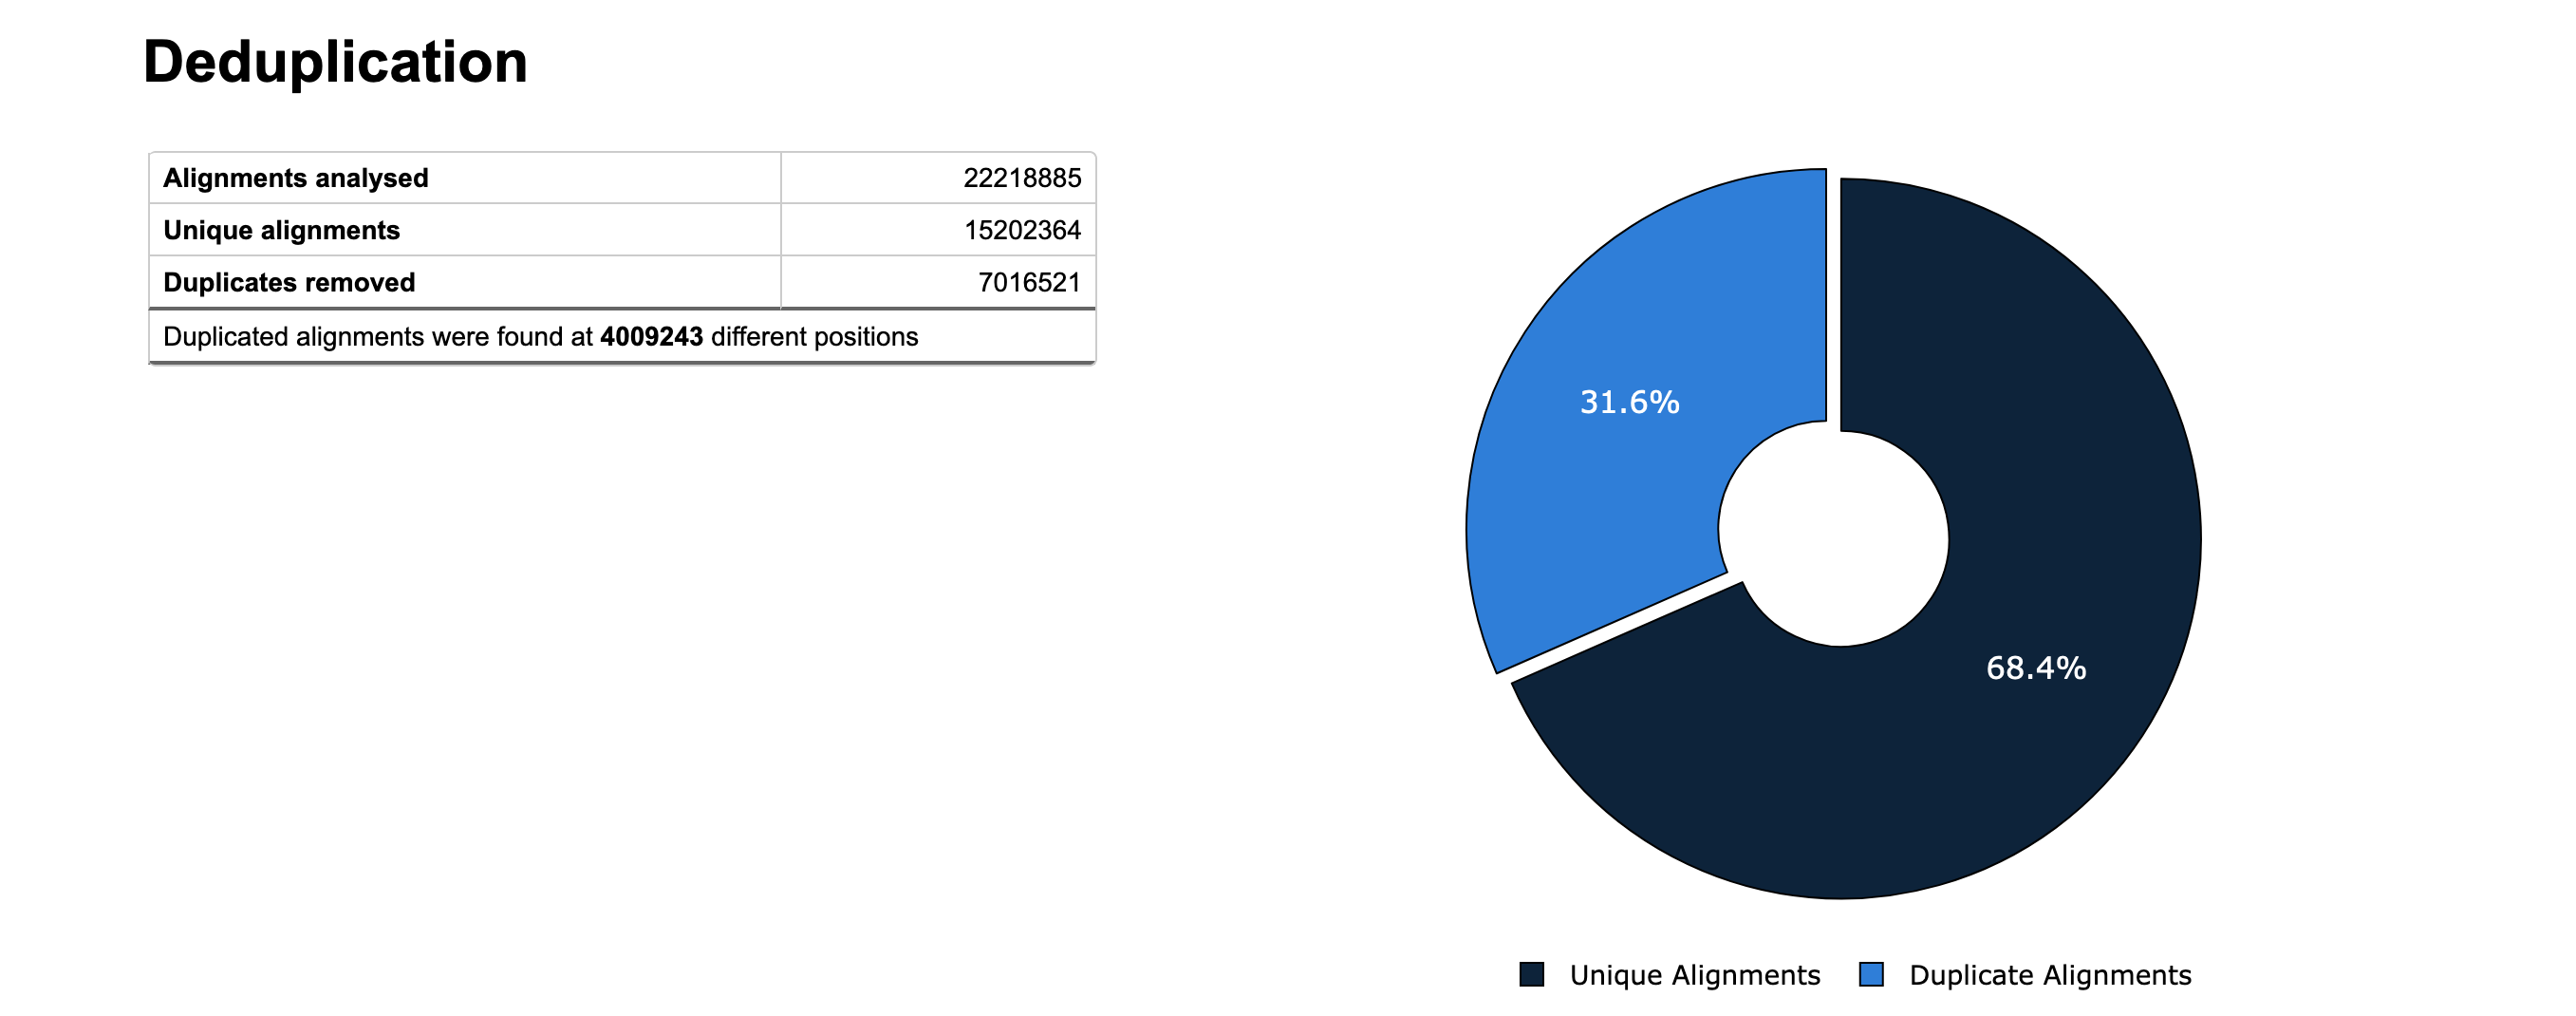 Deduplication
Alignments analysed 22218885
Unique alignments 15202364
Duplicates removed 7016521
Duplicated alignments were found at 4009243 different positions
31.6%
68.4%
Unique Alignments Duplicate Alignments